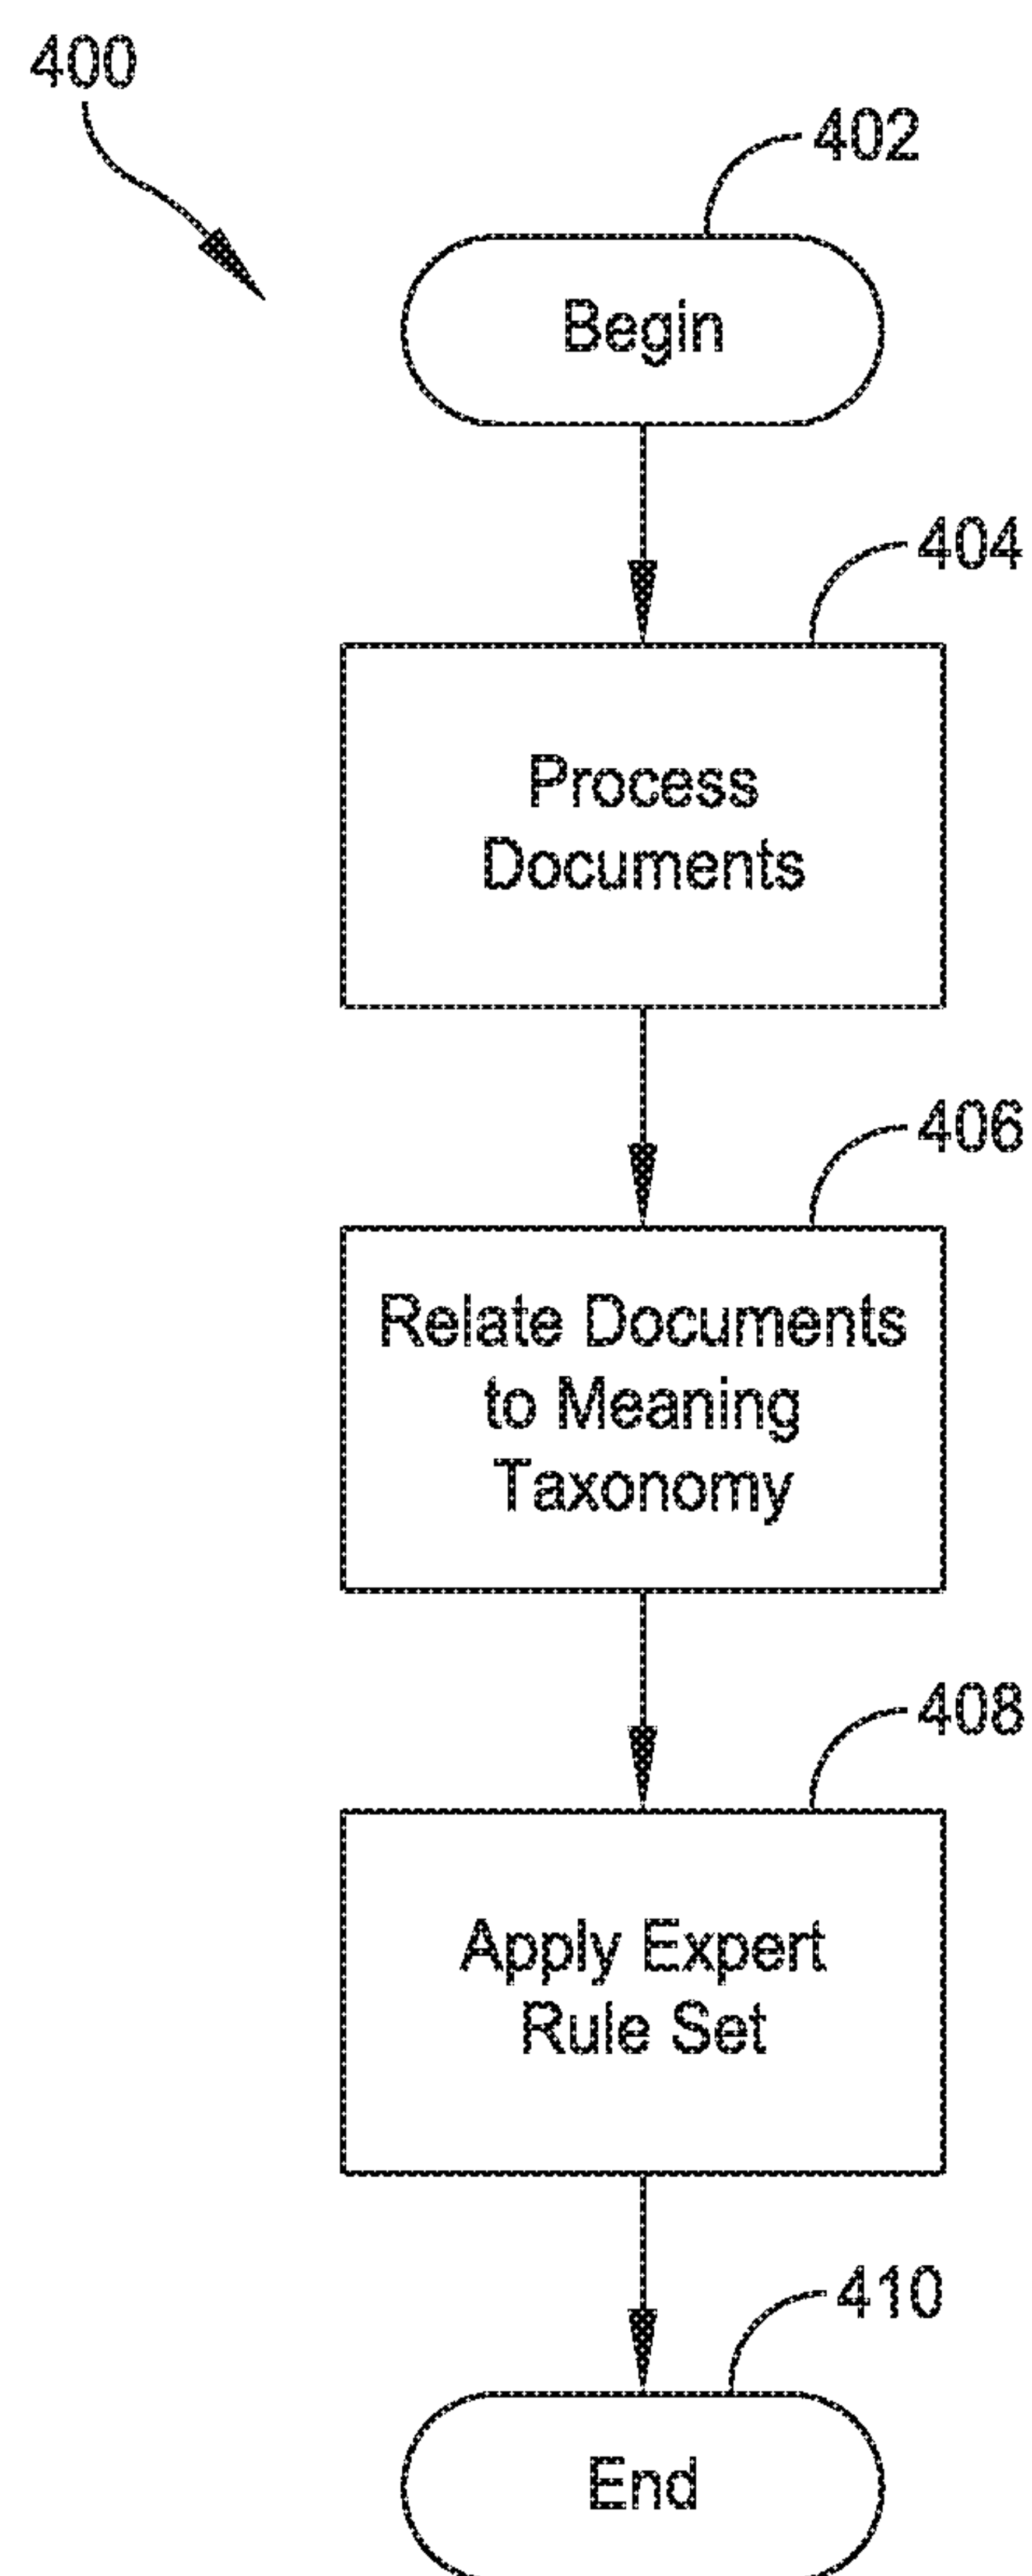 400
402
Begin
404
Process
Documents
406
Relate Documents
to Meaning
Taxonomy
408
Apply Expert
Rule Set
410
End